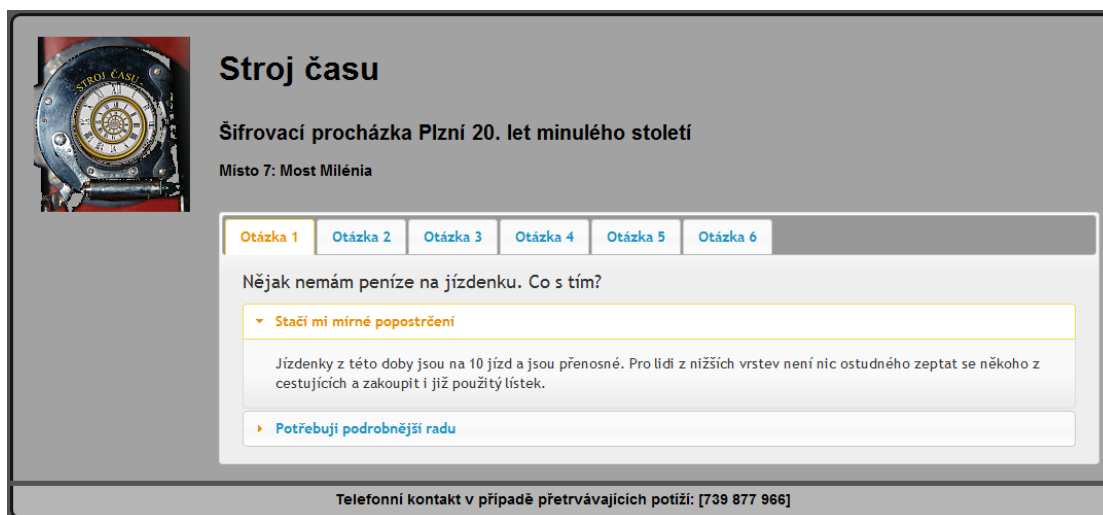 STROJ ČASU
Stroj času
Šifrovací procházka Plzní 20. let minulého století
Místo 7: Most Milénia
Otázka 1 Otázka 2 Otázka 3 Otázka 4 Otázka 5 Otázka 6
Nějak nemám peníze na jízdenku. Co s tím?
Stačí mi mírné popostrčení
Jízdenky z této doby jsou na 10 jízd a jsou přenosné. Pro lidi z nižších vrstev není nic ostudného zeptat se někoho z
cestujících a zakoupit i již použitý lístek.
Potřebuji podrobnější radu
Telefonní kontakt v případě přetrvávajících potíží: [739 877 966]